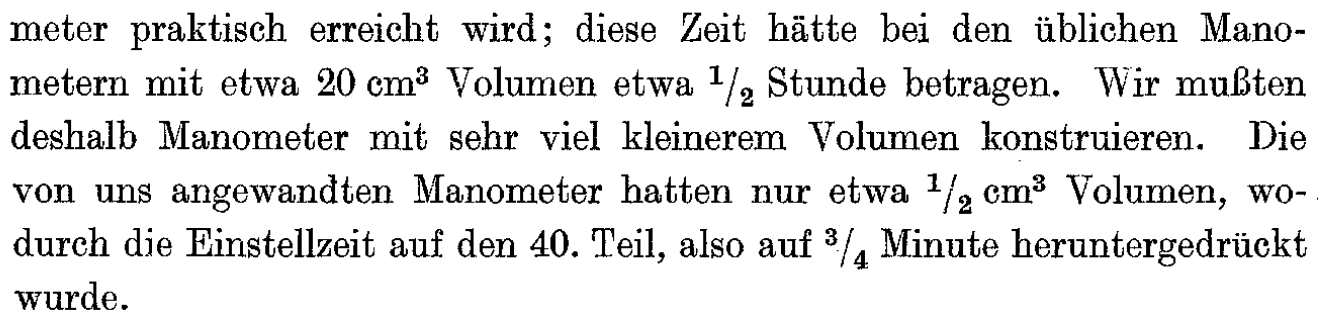 meter praktisch erreicht wird; diese Zeit hätte bei den üblichen Mano-
metern mit etwa 20 cm³ Volumen etwa ¹/₂ Stunde betragen. Wir mußten
deshalb Manometer mit sehr viel kleinerem Volumen konstruieren. Die
von uns angewandten Manometer hatten nur etwa ¹/₂ cm³ Volumen, wo-
durch die Einstellzeit auf den 40. Teil, also auf ³/₄ Minute heruntergedrückt
wurde.